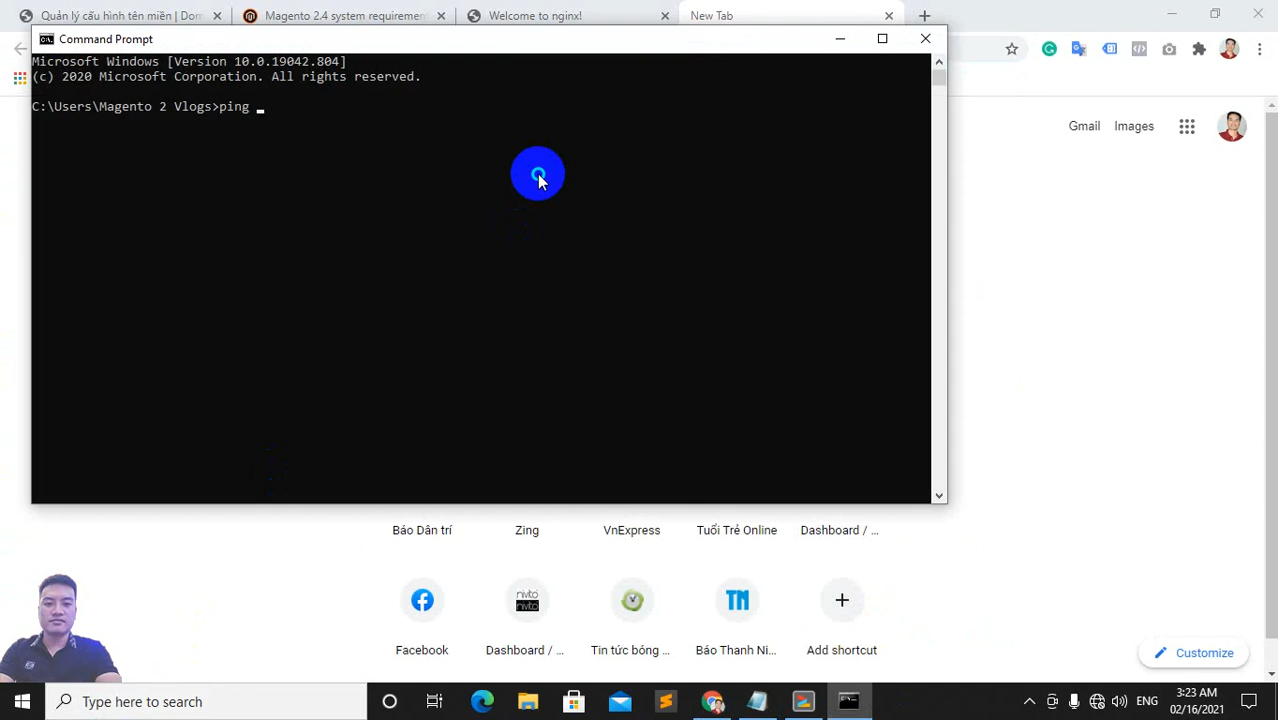 Quản lý cấu hình tên miền | Dom
Magento 2.4 system requiremen
Welcome to nginx!
New Tab
Command Prompt
Microsoft Windows [Version 10.0.19042.804]
(c) 2020 Microsoft Corporation. All rights reserved.
C:\Users\Magento 2 Vlogs>ping _
Gmail
Images
Báo Dân trí
Zing
VnExpress
Tuổi Trẻ Online
Dashboard / ...
nivito
nivito
TN
Facebook
Dashboard / ...
Tin tức bóng ...
Báo Thanh Ni...
Add shortcut
Customize
Type here to search
ENG
3:23 AM
02/16/2021